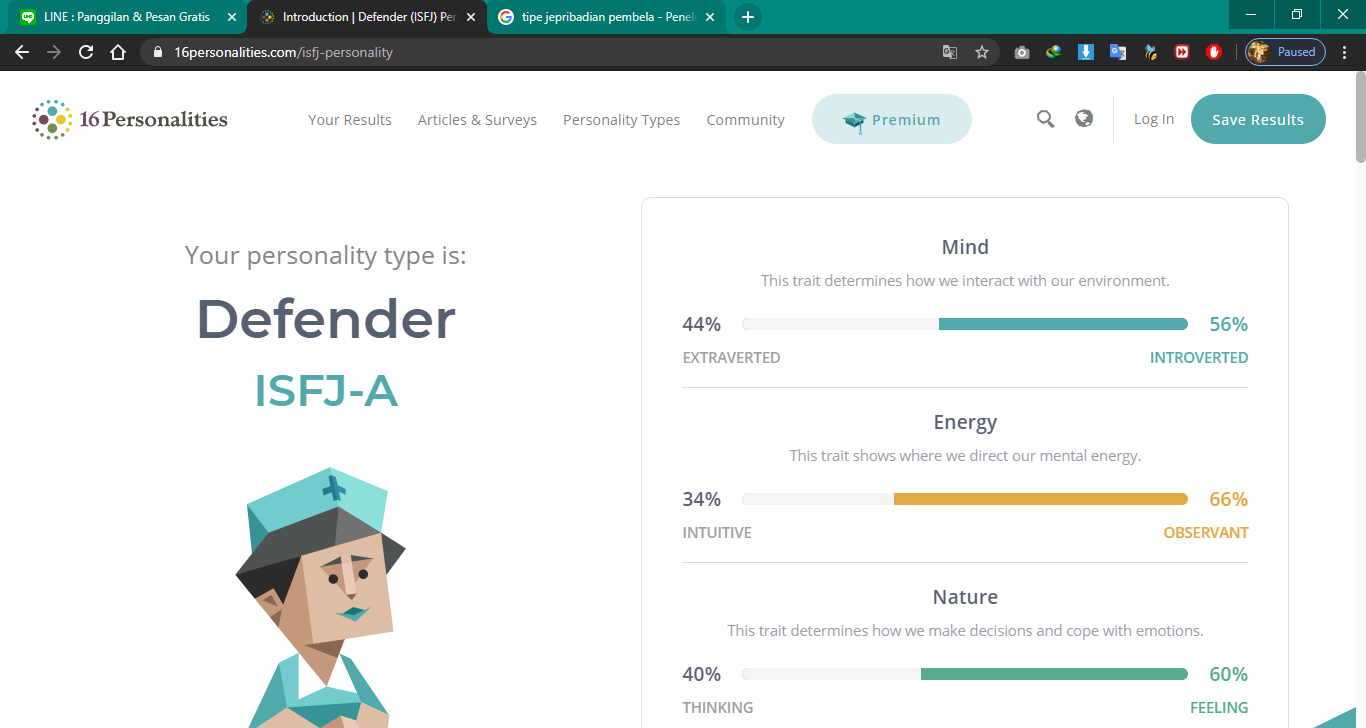 LINE : Panggilan & Pesan Gratis
Introduction | Defender (ISFJ) Per
tipe jepribadian pembela - Penel
16personalities.com/isfj-personality
Paused
16Personalities
Your Results
Articles & Surveys
Personality Types
Community
Premium
Log In
Save Results
Your personality type is:
Defender
ISFJ-A
Mind
This trait determines how we interact with our environment.
44% 56%
EXTRAVERTED INTROVERTED
Energy
This trait shows where we direct our mental energy.
34% 66%
INTUITIVE OBSERVANT
Nature
This trait determines how we make decisions and cope with emotions.
40% 60%
THINKING FEELING